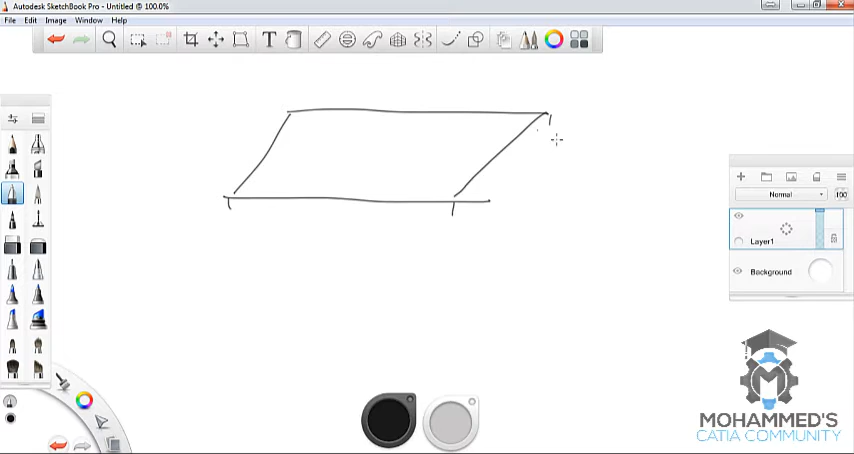 Autodesk SketchBook Pro - Untitled @ 100.0%
File Edit Image Window Help
T
Normal 100
Layer1
Background
MOHAMMED'S
CATIA COMMUNITY